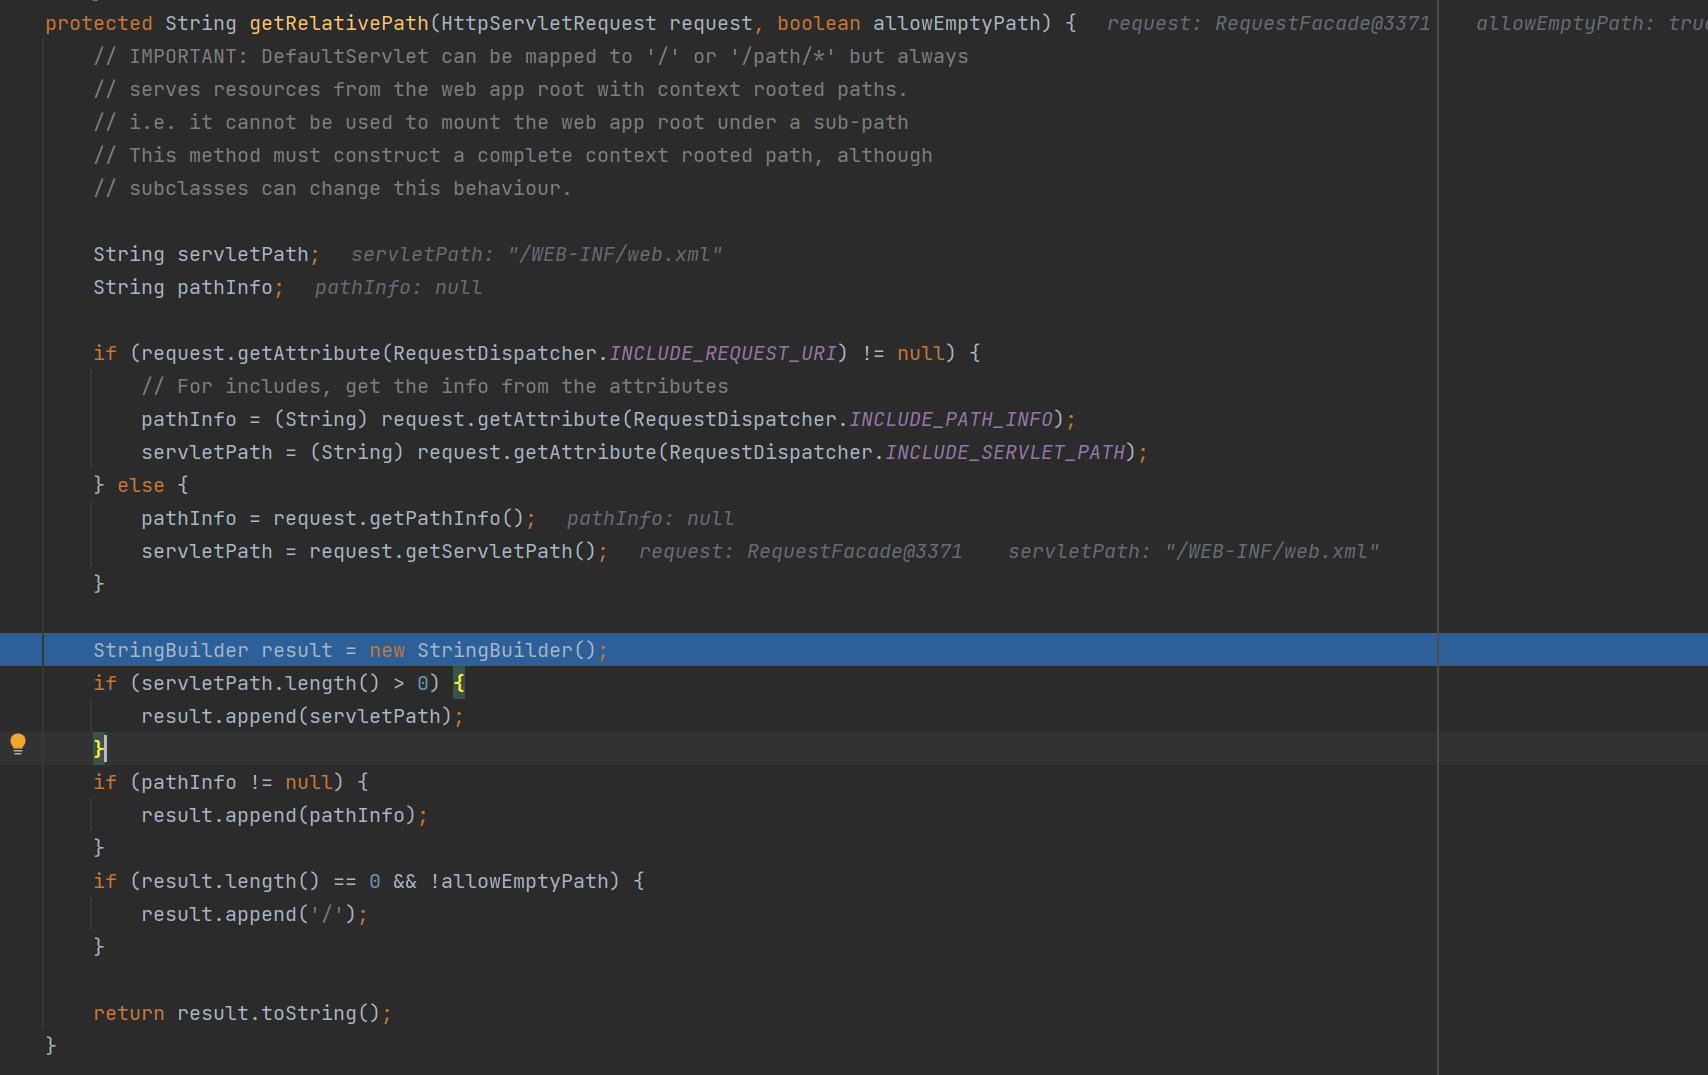 protected String getRelativePath(HttpServletRequest request, boolean allowEmptyPath) { request: RequestFacade@3371 allowEmptyPath: true
// IMPORTANT: DefaultServlet can be mapped to '/' or '/path/*' but always
// serves resources from the web app root with context rooted paths.
// i.e. it cannot be used to mount the web app root under a sub-path
// This method must construct a complete context rooted path, although
// subclasses can change this behaviour.
String servletPath; servletPath: "/WEB-INF/web.xml"
String pathInfo; pathInfo: null
if (request.getAttribute(RequestDispatcher.INCLUDE_REQUEST_URI) != null) {
// For includes, get the info from the attributes
pathInfo = (String) request.getAttribute(RequestDispatcher.INCLUDE_PATH_INFO);
servletPath = (String) request.getAttribute(RequestDispatcher.INCLUDE_SERVLET_PATH);
} else {
pathInfo = request.getPathInfo(); pathInfo: null
servletPath = request.getServletPath(); request: RequestFacade@3371 servletPath: "/WEB-INF/web.xml"
}
StringBuilder result = new StringBuilder();
if (servletPath.length() > 0) {
result.append(servletPath);
}
if (pathInfo != null) {
result.append(pathInfo);
}
if (result.length() == 0 && !allowEmptyPath) {
result.append('/');
}
return result.toString();
}